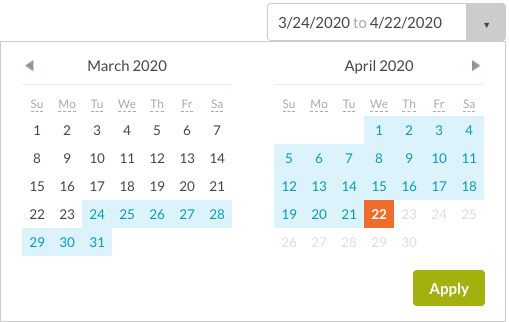 3/24/2020 to 4/22/2020
March 2020
Su Mo Tu We Th Fr Sa
1 2 3 4 5 6 7
8 9 10 11 12 13 14
15 16 17 18 19 20 21
22 23 24 25 26 27 28
29 30 31
April 2020
Su Mo Tu We Th Fr Sa
1 2 3 4
5 6 7 8 9 10 11
12 13 14 15 16 17 18
19 20 21 22 23 24 25
26 27 28 29 30
Apply